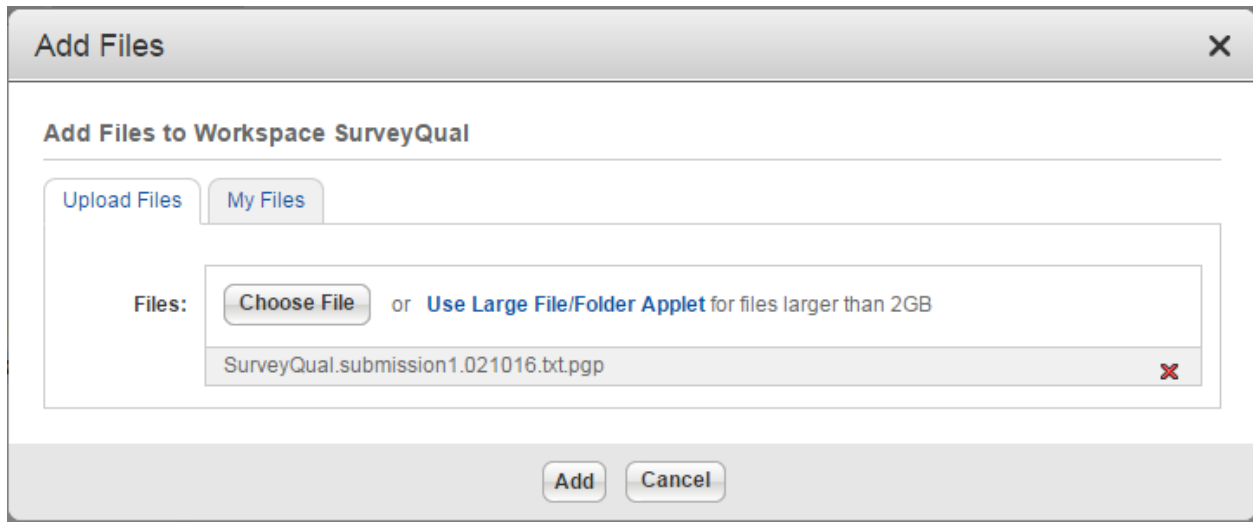 Add Files
Add Files to Workspace SurveyQual
Upload Files My Files
Files: Choose File or Use Large File/Folder Applet for files larger than 2GB
SurveyQual.submission1.021016.txt.pgp
Add Cancel